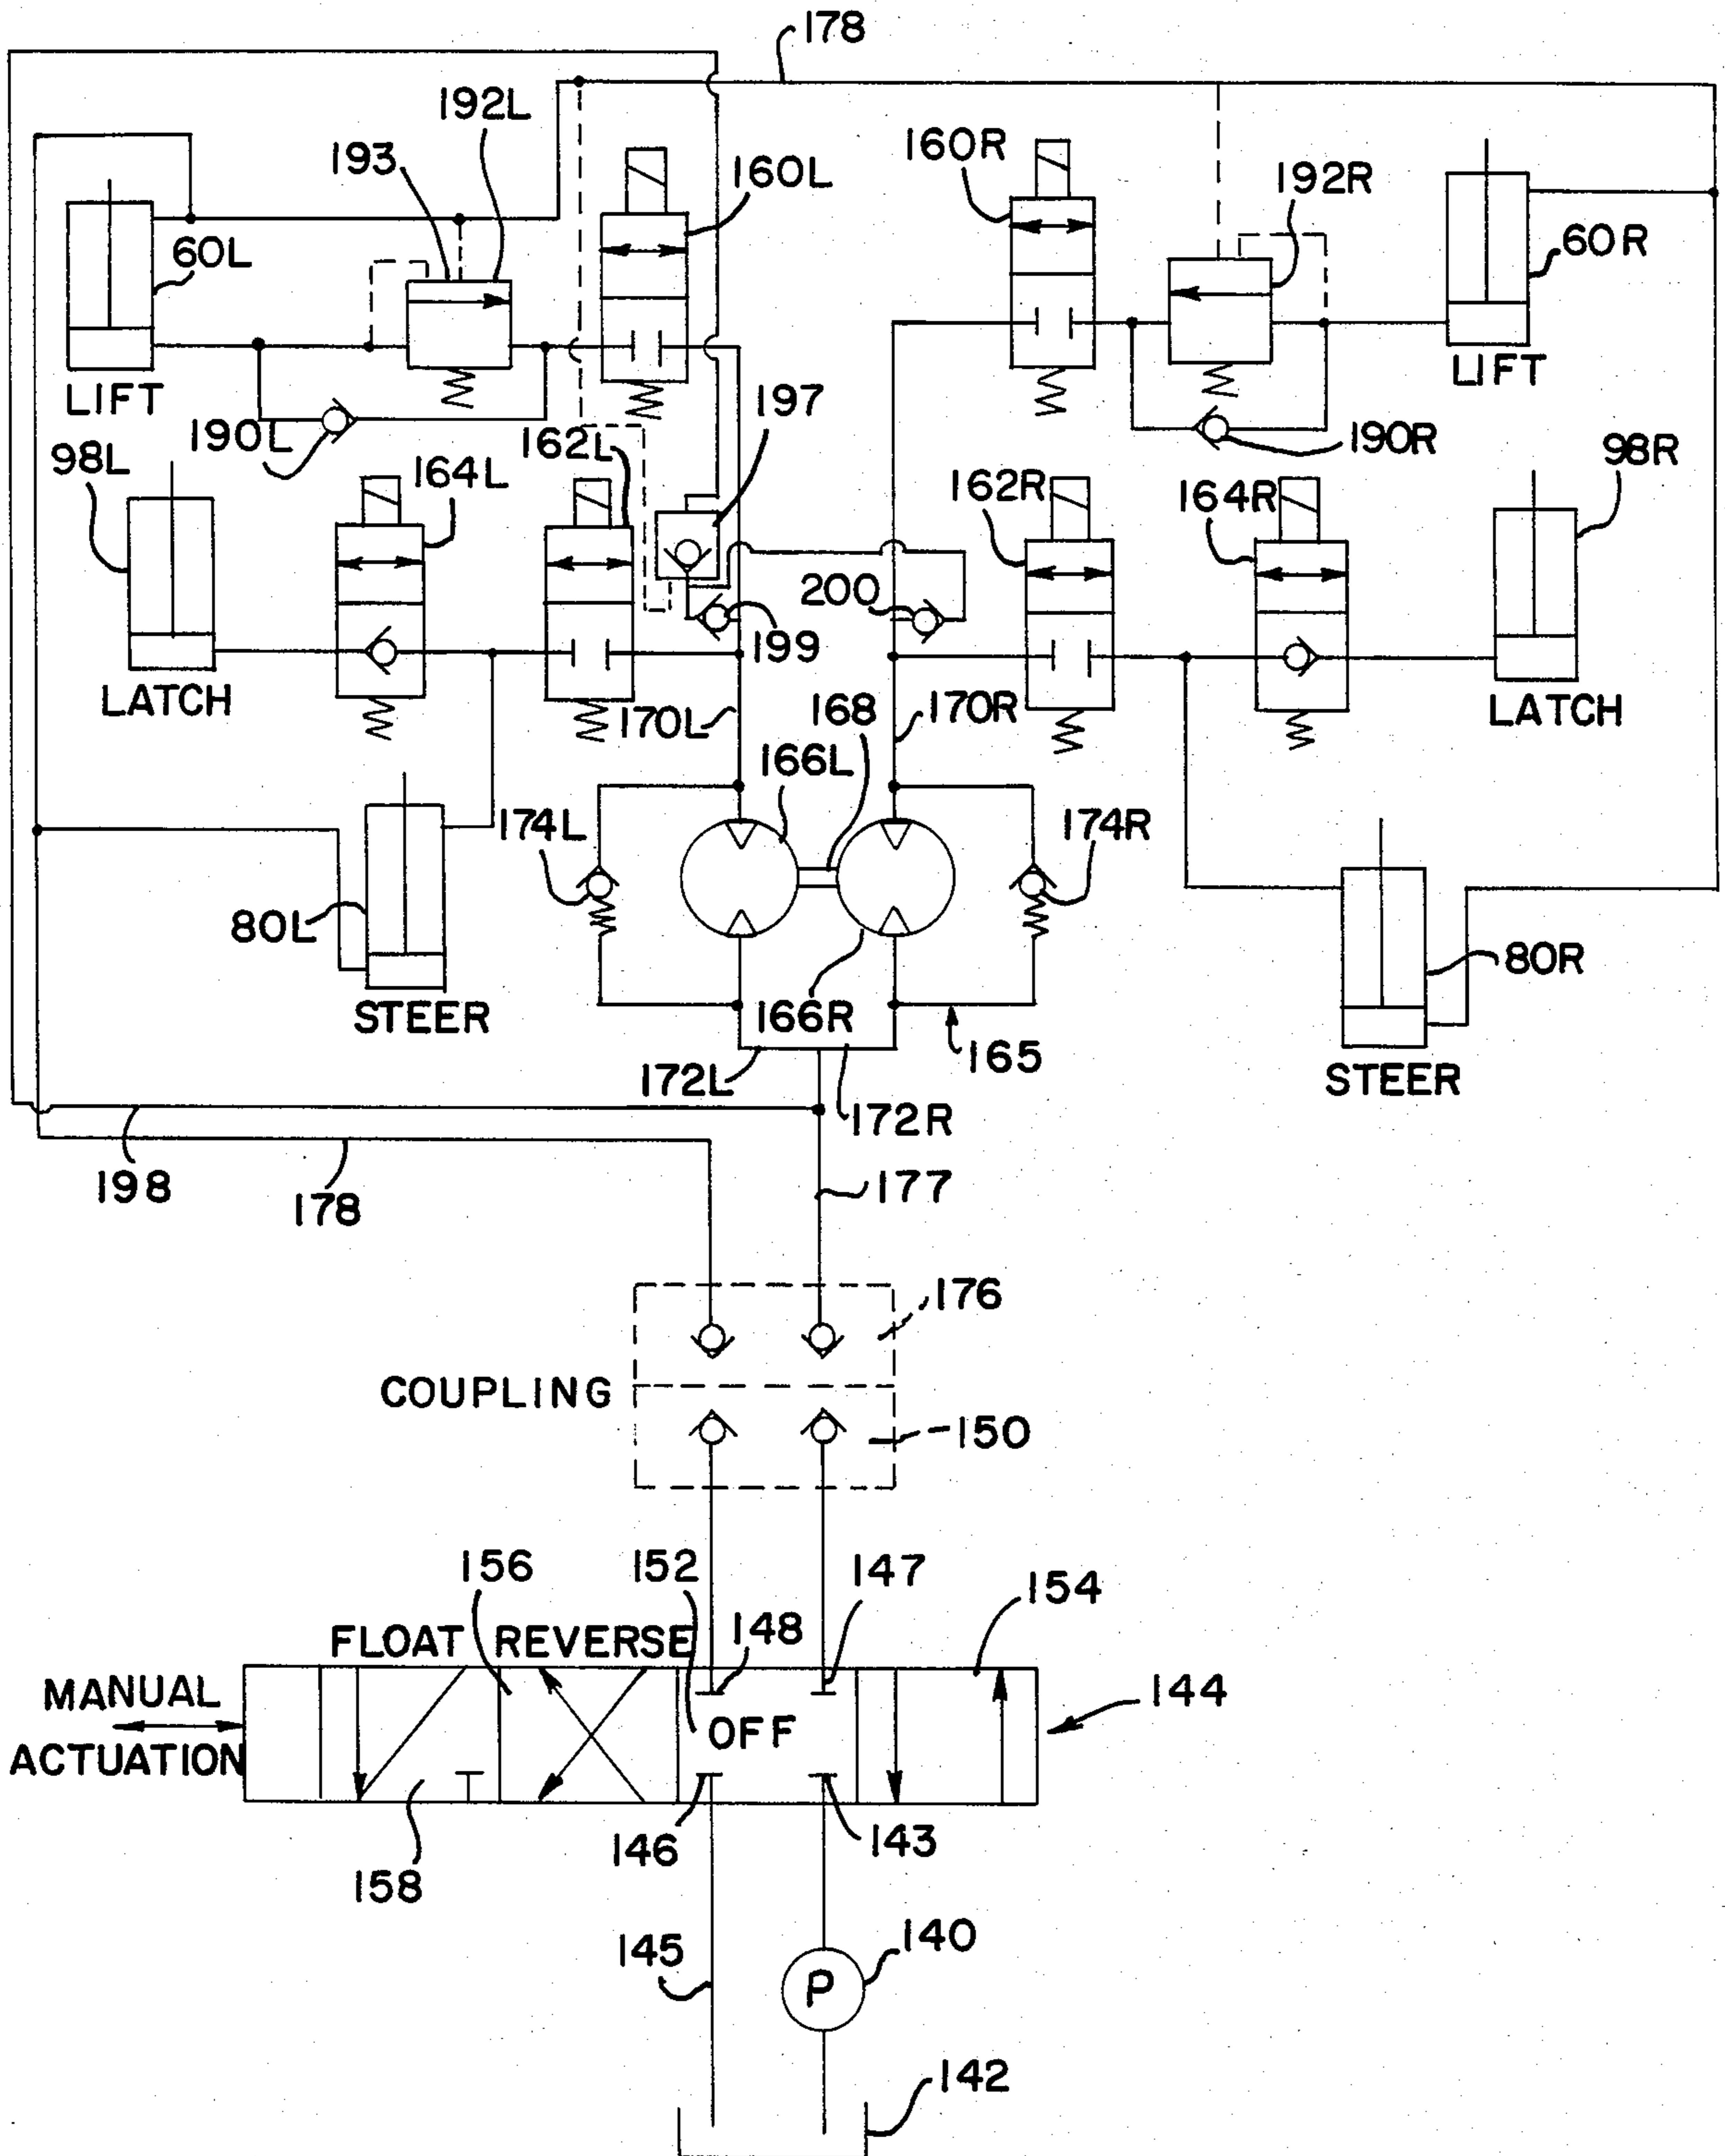 178
192L
193
160L
160R
192R
60L
60R
LIFT
LIFT
190L
197
190R
98L
162L
164L
162R
164R
98R
200
199
LATCH
170L
168
170R
LATCH
166L
174L
174R
80L
80R
STEER
166R
165
172L
STEER
172R
198
178
177
176
COUPLING
150
156
152
147
154
FLOAT REVERSE
148
MANUAL
144
OFF
ACTUATION
146
143
158
145
140
P
142